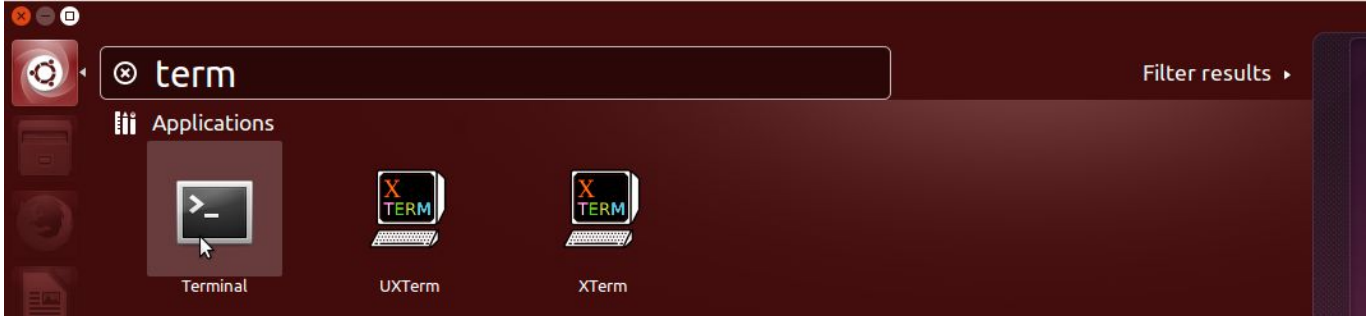 term
Filter results
Applications
X
TERM
X
TERM
Terminal
UXTerm
XTerm